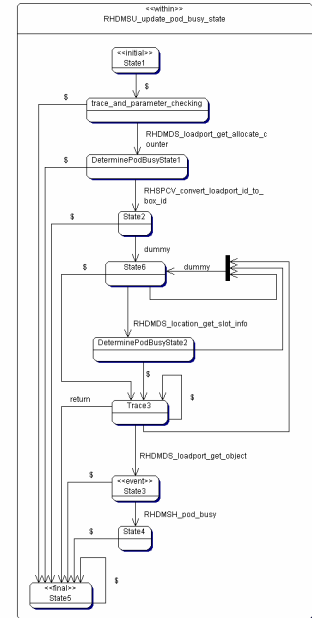 <<within>>
RHDMSU_update_pod_busy_state
<<initial>>
State1
$
$
trace_and_parameter_checking
RHDMDS_loadport_get_allocate_c
ounter
$
DeterminePodBusyState1
RHSPCV_convert_loadport_id_to_
box_id
$
State2
dummy
$
State6
dummy
RHDMDS_location_get_slot_info
DeterminePodBusyState2
$
$
return
Trace3
RHDMDS_loadport_get_object
$
<<event>>
State3
RHDMSH_pod_busy
$
State4
$
<<final>>
State5